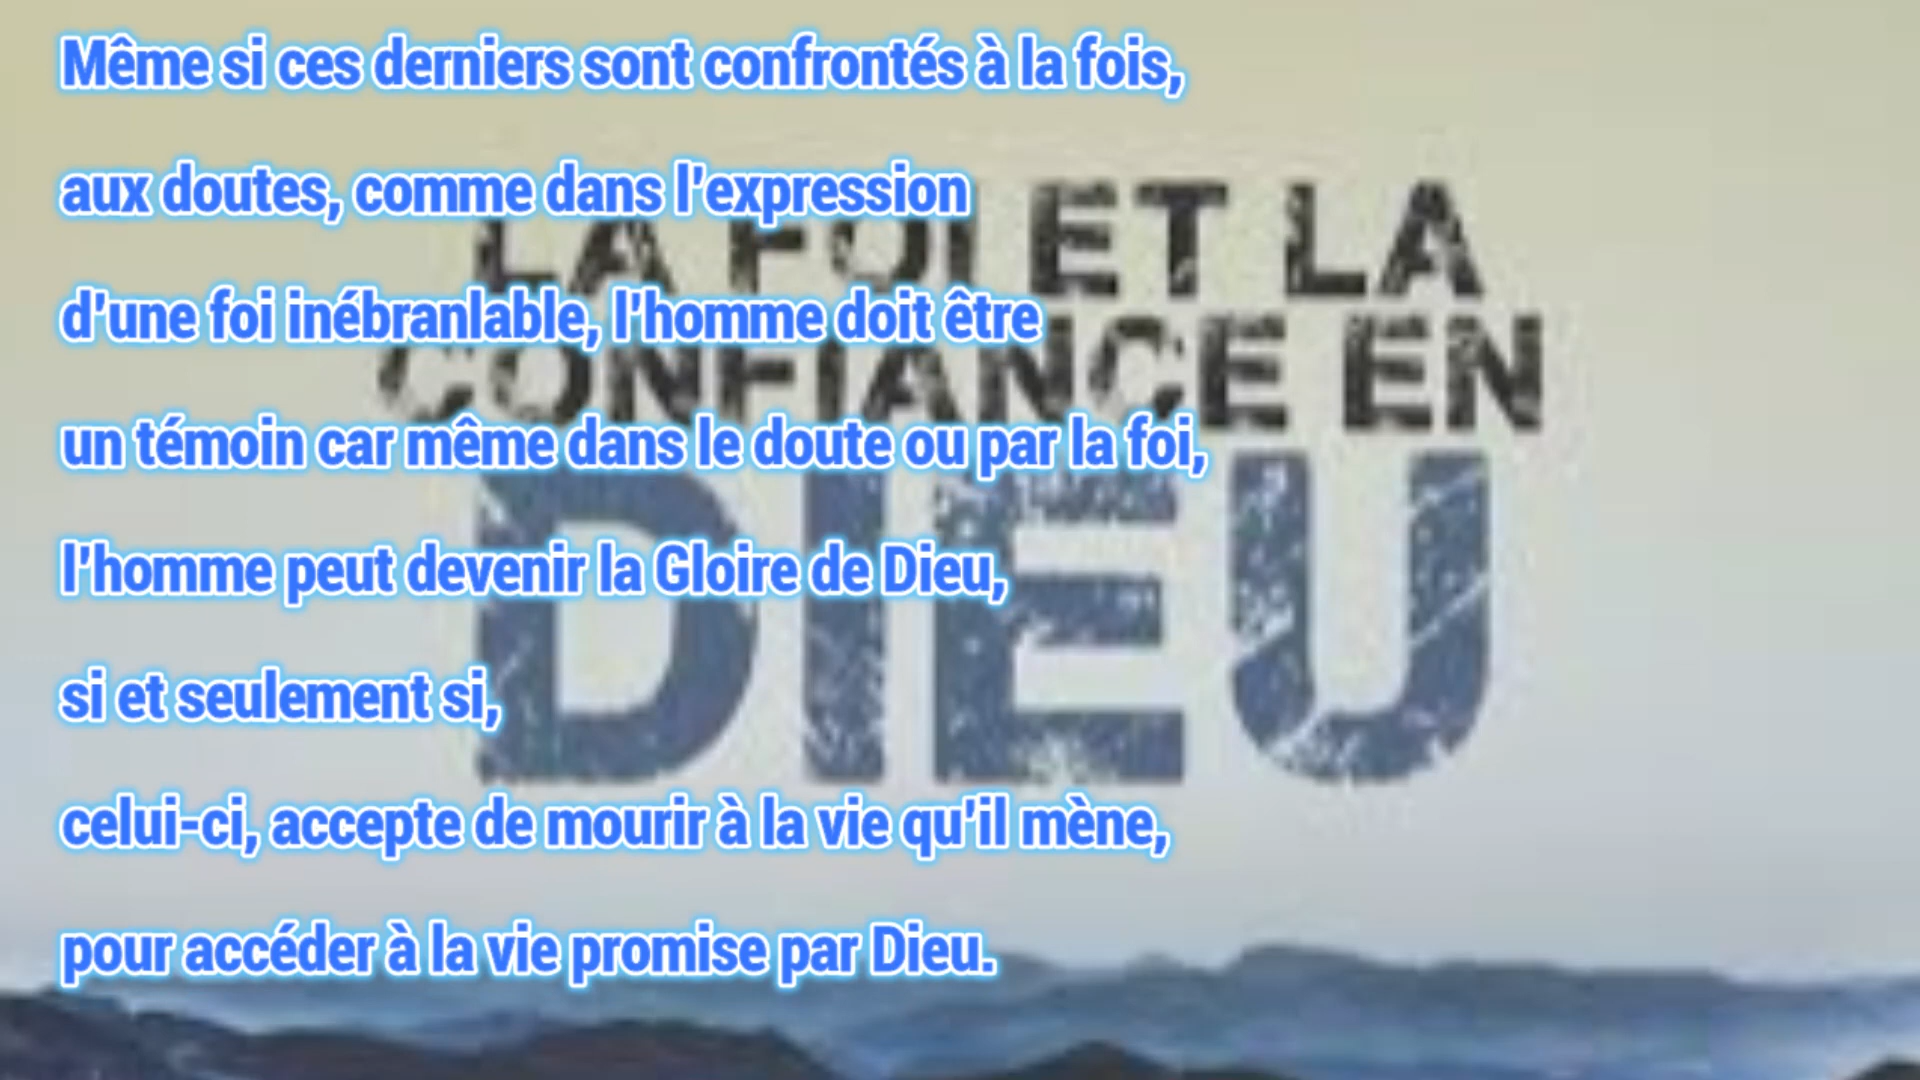 Même si ces derniers sont confrontés à la fois,
aux doutes, comme dans l'expression
d'une foi inébranlable, l'homme doit être
un témoin car même dans le doute ou par la foi,
l'homme peut devenir la Gloire de Dieu,
si et seulement si,
celui-ci, accepte de mourir à la vie qu'il mène,
pour accéder à la vie promise par Dieu.
LA FOI ET LA
CONFIANCE EN
DIEU